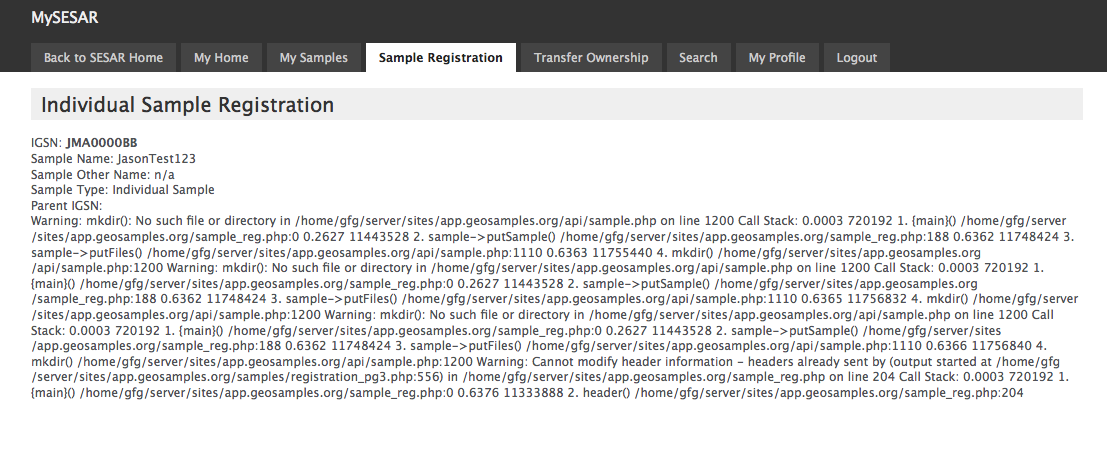 MySESAR
Back to SESAR Home My Home My Samples Sample Registration Transfer Ownership Search My Profile Logout
Individual Sample Registration
IGSN: JMA0000BB
Sample Name: JasonTest123
Sample Other Name: n/a
Sample Type: Individual Sample
Parent IGSN:
Warning: mkdir(): No such file or directory in /home/gfg/server/sites/app.geosamples.org/api/sample.php on line 1200 Call Stack: 0.0003 720192 1. {main}() /home/gfg/server
/sites/app.geosamples.org/sample_reg.php:0 0.2627 11443528 2. sample->putSample() /home/gfg/server/sites/app.geosamples.org/sample_reg.php:188 0.6362 11748424 3.
sample->putFiles() /home/gfg/server/sites/app.geosamples.org/api/sample.php:1110 0.6363 11755440 4. mkdir() /home/gfg/server/sites/app.geosamples.org
/api/sample.php:1200 Warning: mkdir(): No such file or directory in /home/gfg/server/sites/app.geosamples.org/api/sample.php on line 1200 Call Stack: 0.0003 720192 1.
{main}() /home/gfg/server/sites/app.geosamples.org/sample_reg.php:0 0.2627 11443528 2. sample->putSample() /home/gfg/server/sites/app.geosamples.org
/sample_reg.php:188 0.6362 11748424 3. sample->putFiles() /home/gfg/server/sites/app.geosamples.org/api/sample.php:1110 0.6365 11756832 4. mkdir() /home/gfg/server
/sites/app.geosamples.org/api/sample.php:1200 Warning: mkdir(): No such file or directory in /home/gfg/server/sites/app.geosamples.org/api/sample.php on line 1200 Call
Stack: 0.0003 720192 1. {main}() /home/gfg/server/sites/app.geosamples.org/sample_reg.php:0 0.2627 11443528 2. sample->putSample() /home/gfg/server/sites
/app.geosamples.org/sample_reg.php:188 0.6362 11748424 3. sample->putFiles() /home/gfg/server/sites/app.geosamples.org/api/sample.php:1110 0.6366 11756840 4.
mkdir() /home/gfg/server/sites/app.geosamples.org/api/sample.php:1200 Warning: Cannot modify header information - headers already sent by (output started at /home/gfg
/server/sites/app.geosamples.org/samples/registration_pg3.php:556) in /home/gfg/server/sites/app.geosamples.org/sample_reg.php on line 204 Call Stack: 0.0003 720192 1.
{main}() /home/gfg/server/sites/app.geosamples.org/sample_reg.php:0 0.6376 11333888 2. header() /home/gfg/server/sites/app.geosamples.org/sample_reg.php:204